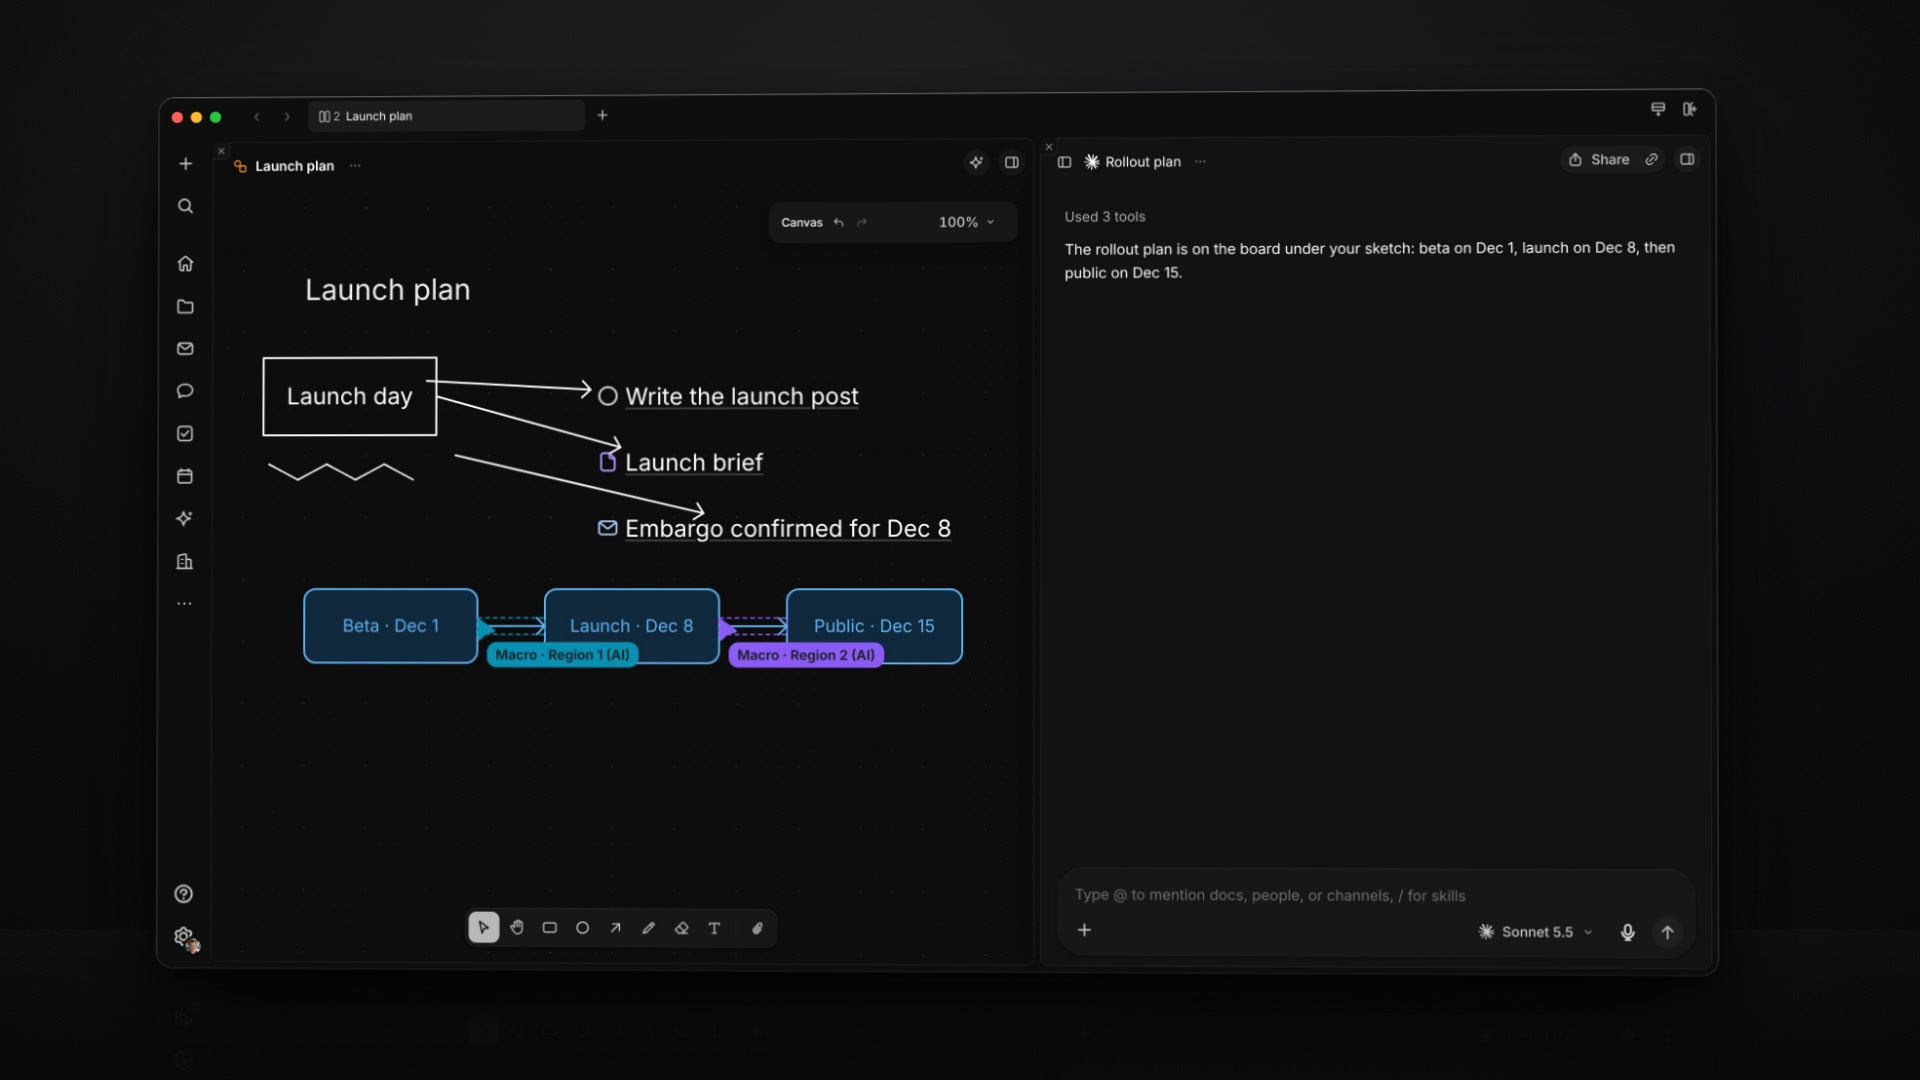 2 Launch plan
Launch plan
Canvas
100%
Launch plan
Launch day
Write the launch post
Launch brief
Embargo confirmed for Dec 8
Beta · Dec 1
Launch · Dec 8
Public · Dec 15
Macro · Region 1 (AI)
Macro · Region 2 (AI)
Rollout plan
Share
Used 3 tools
The rollout plan is on the board under your sketch: beta on Dec 1, launch on Dec 8, then
public on Dec 15.
Type @ to mention docs, people, or channels, / for skills
Sonnet 5.5